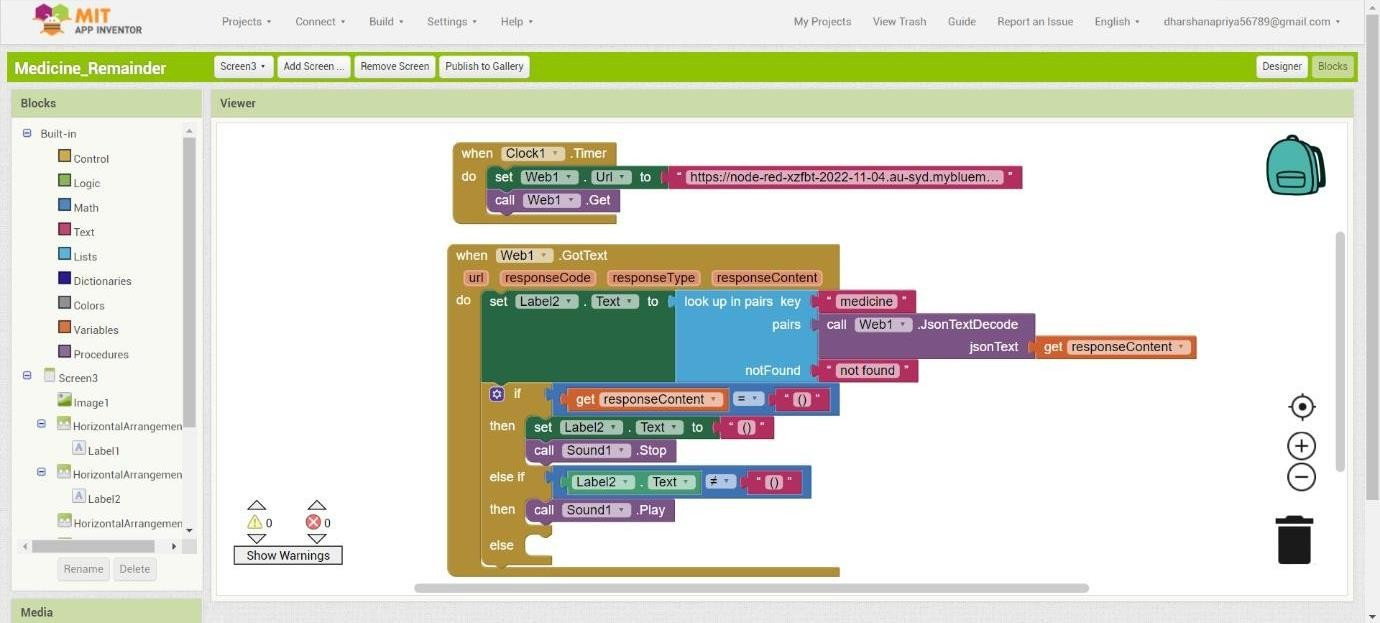 MIT
APP INVENTOR
Projects Connect Build Settings Help My Projects View Trash Guide Report an Issue English dharshanapriya56789@gmail.com
Medicine_Remainder Screen3 Add Screen ... Remove Screen Publish to Gallery Designer Blocks
Blocks
Built-in
Control
Logic
Math
Text
Lists
Dictionaries
Colors
Variables
Procedures
Screen3
Image1
HorizontalArrangemen
Label1
HorizontalArrangemen
Label2
HorizontalArrangemen
Rename Delete
Media
Viewer
when Clock1 .Timer
do set Web1 . Url to " https://node-red-xzfbt-2022-11-04.au-syd.mybluem... "
call Web1 .Get
when Web1 .GotText
url responseCode responseType responseContent
do set Label2 . Text to look up in pairs key " medicine "
pairs call Web1 .JsonTextDecode
jsonText get responseContent
notFound " not found "
if get responseContent = " () "
then set Label2 . Text to " () "
call Sound1 .Stop
else if Label2 . Text ≠ " () "
then call Sound1 .Play
else
0 0
Show Warnings